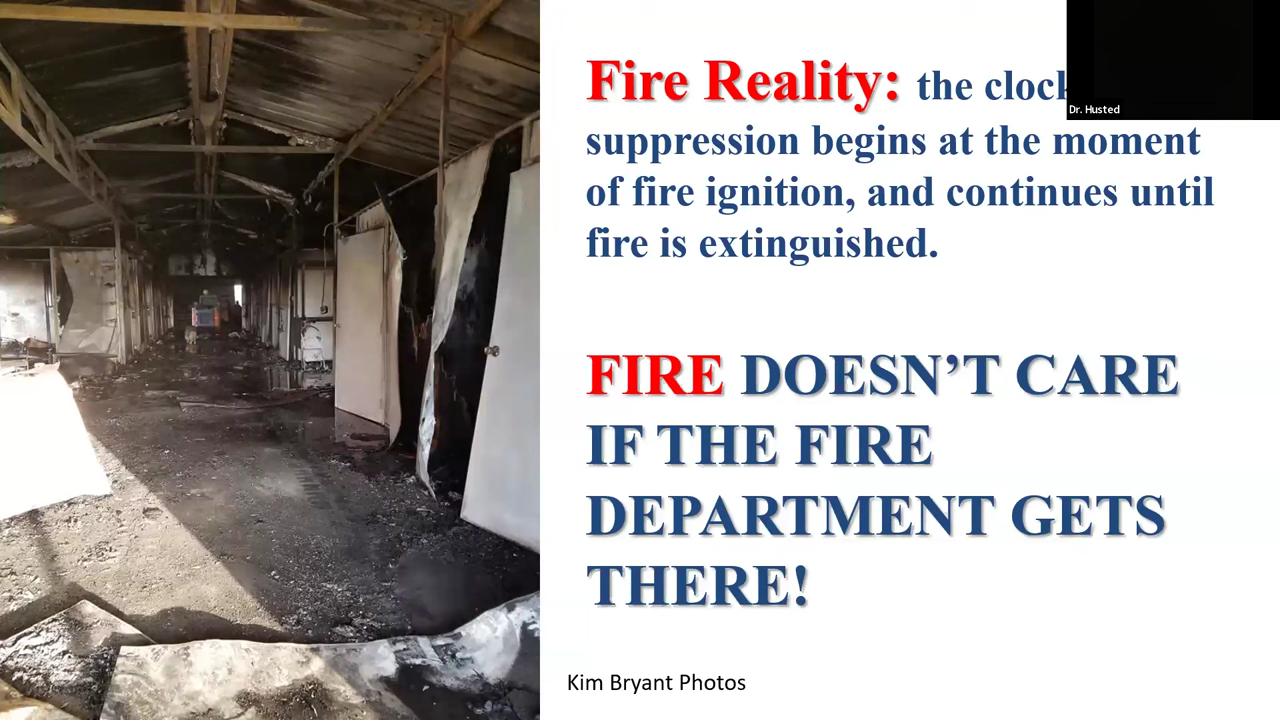 Fire Reality: the clock
Dr. Husted
suppression begins at the moment
of fire ignition, and continues until
fire is extinguished.
FIRE DOESN’T CARE
IF THE FIRE
DEPARTMENT GETS
THERE!
Kim Bryant Photos